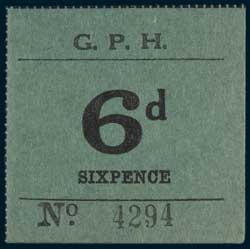 G. P. H.
6d
SIXPENCE
No. 4294